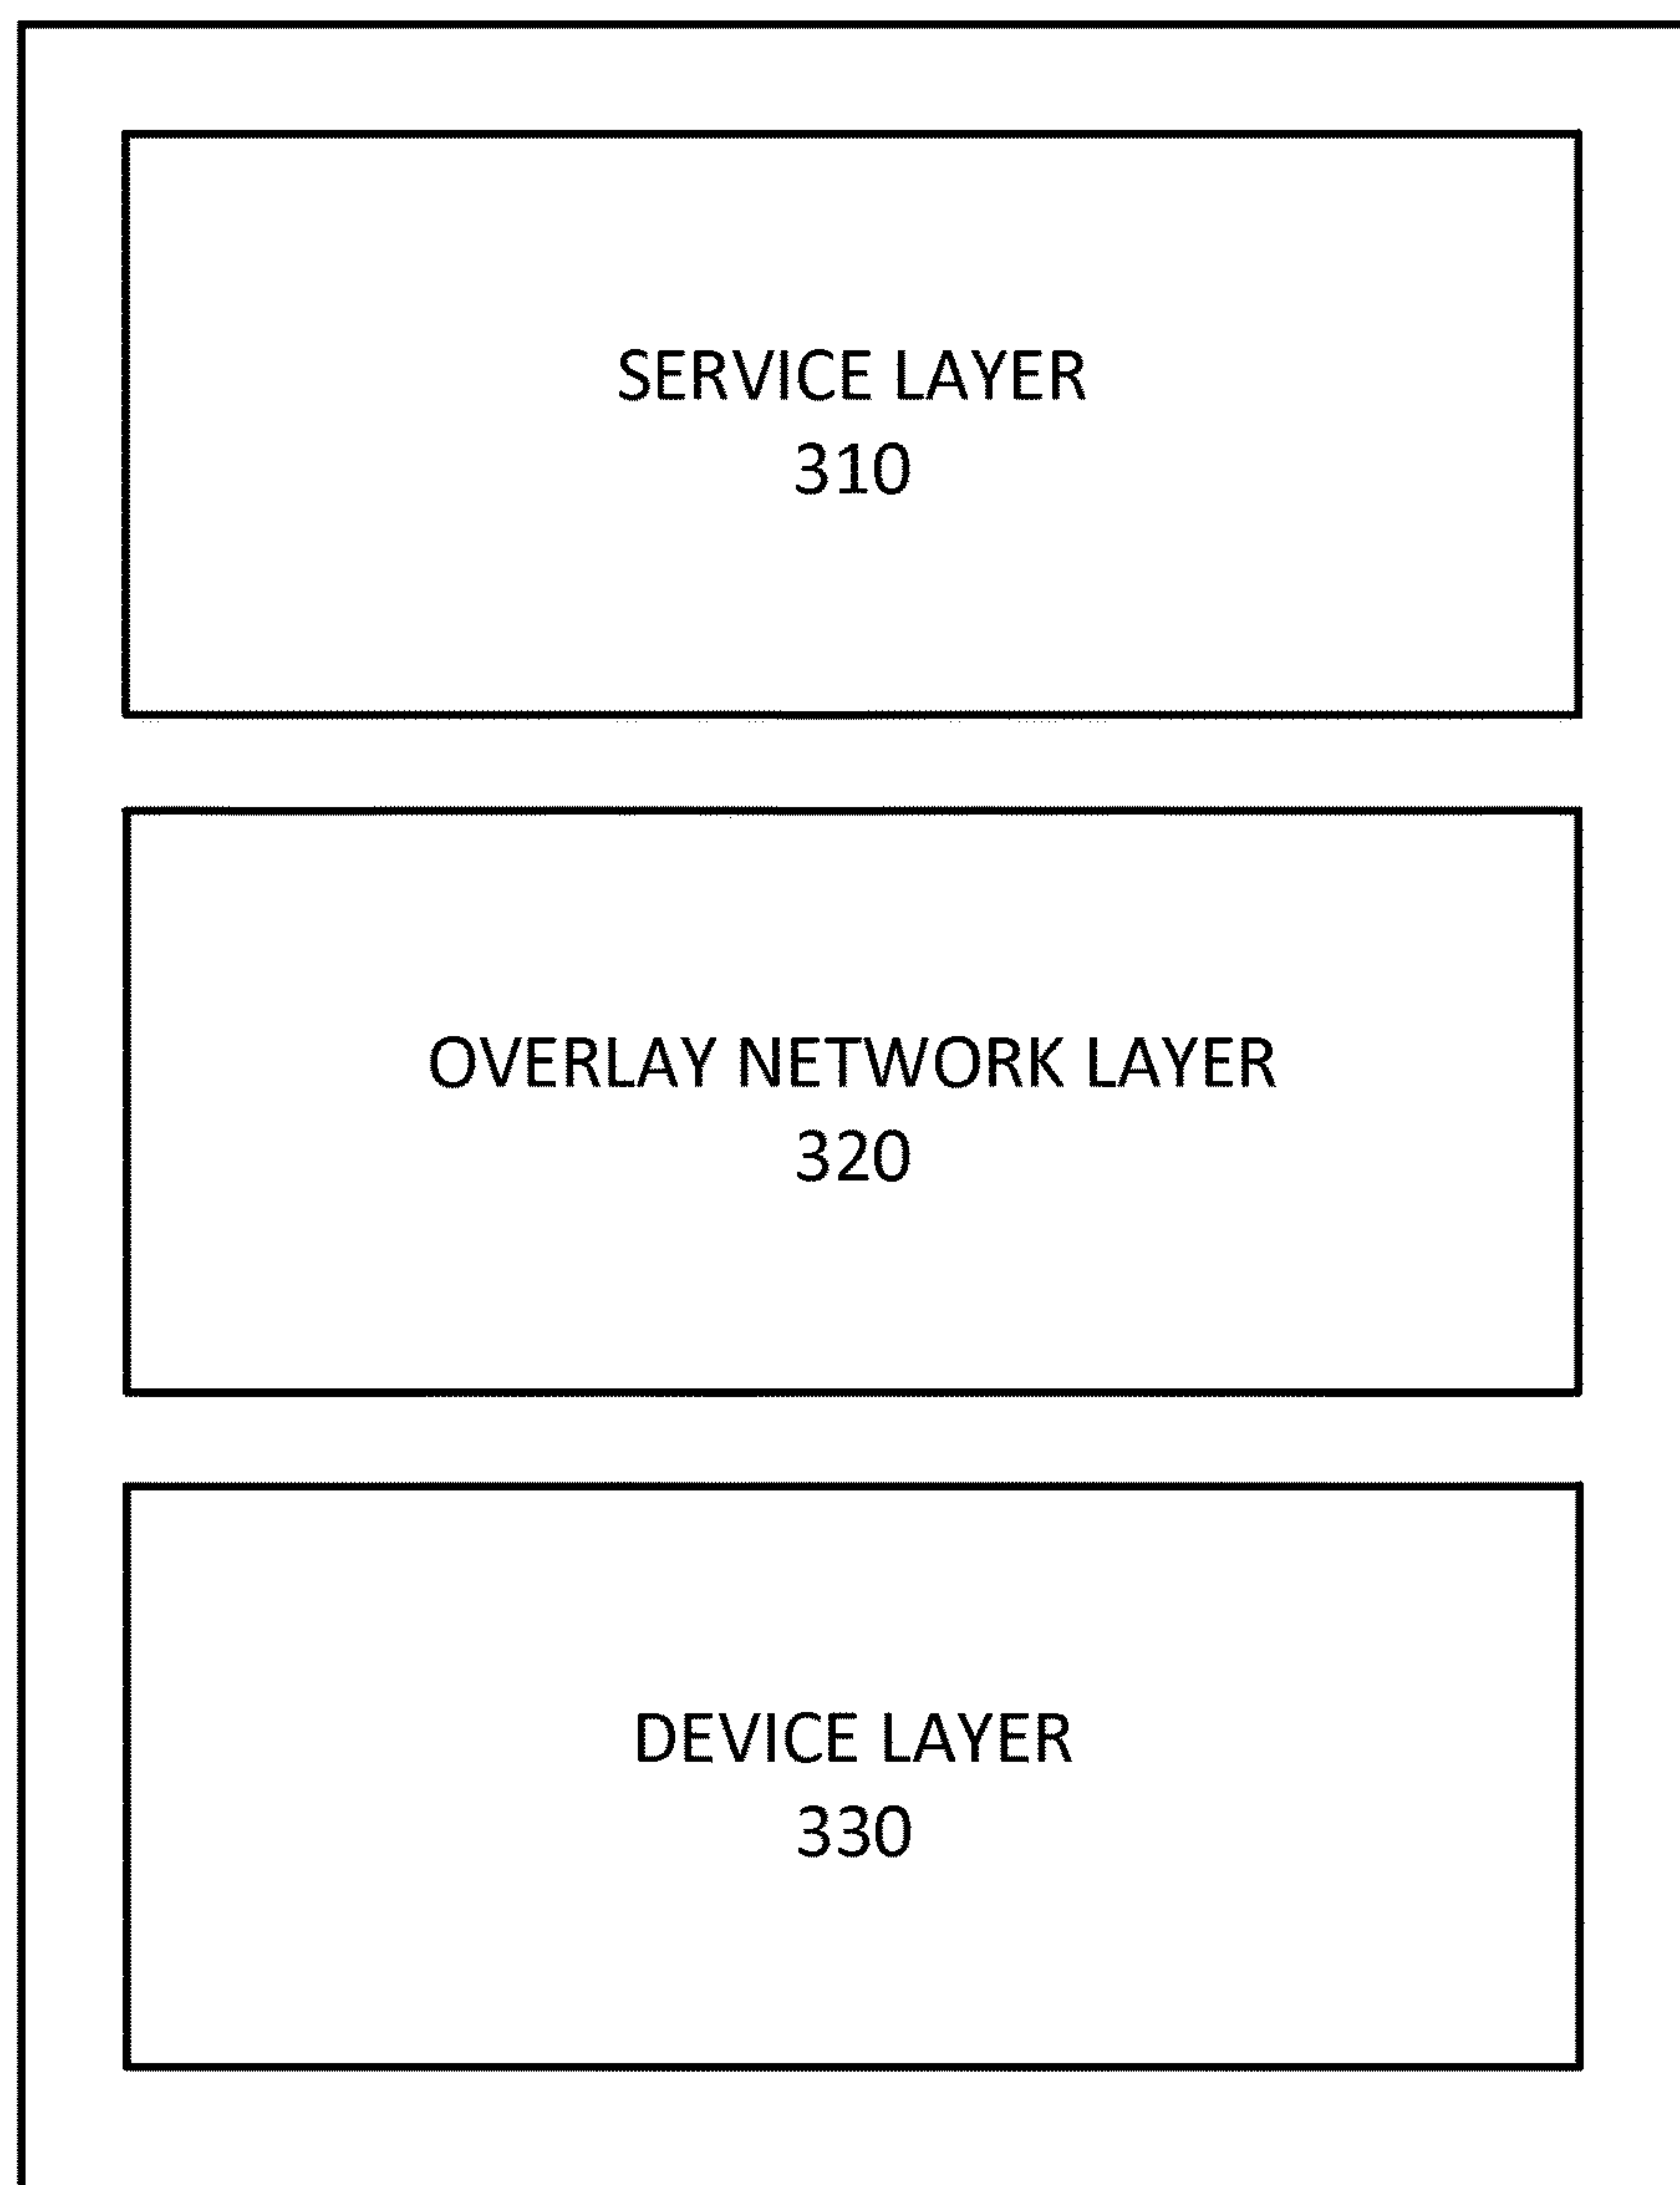 SERVICE LAYER
310
OVERLAY NETWORK LAYER
320
DEVICE LAYER
330